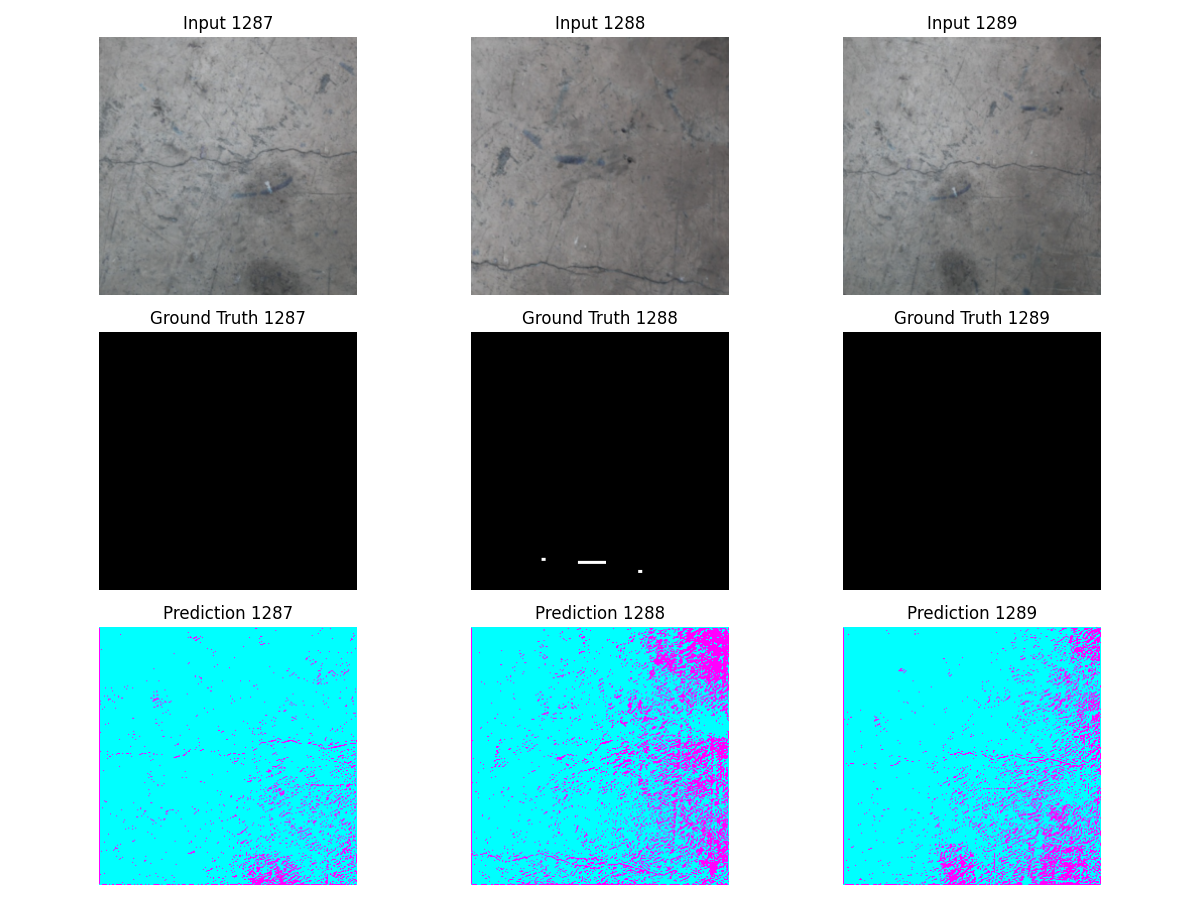 Input 1287
Input 1288
Input 1289
Ground Truth 1287
Ground Truth 1288
Ground Truth 1289
Prediction 1287
Prediction 1288
Prediction 1289